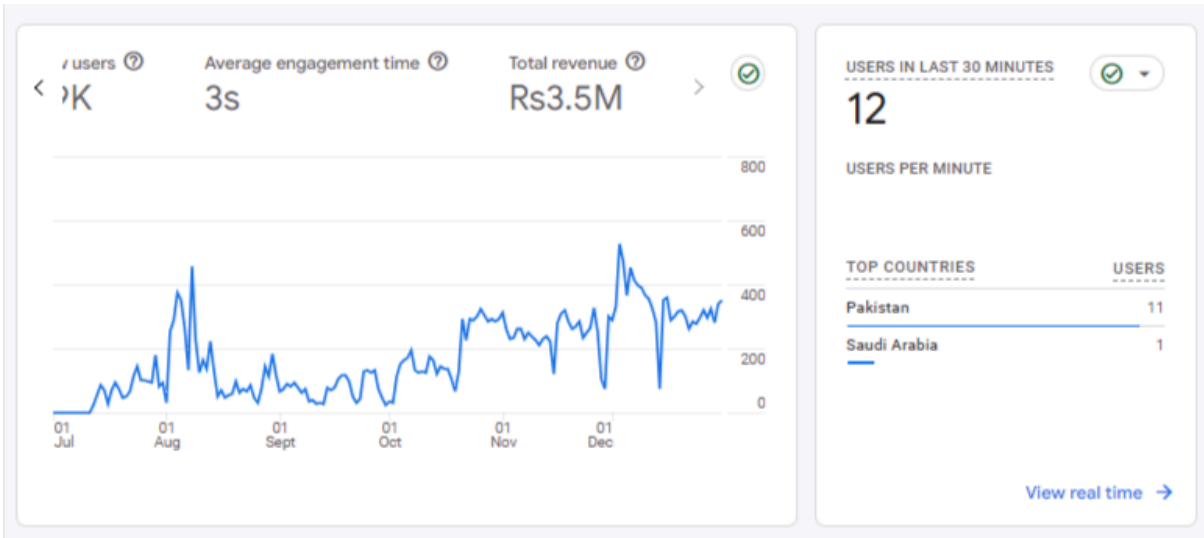 users Average engagement time Total revenue
K 3s Rs3.5M
800
600
400
200
0
01 Jul 01 Aug 01 Sept 01 Oct 01 Nov 01 Dec
USERS IN LAST 30 MINUTES
12
USERS PER MINUTE
TOP COUNTRIES USERS
Pakistan 11
Saudi Arabia 1
View real time